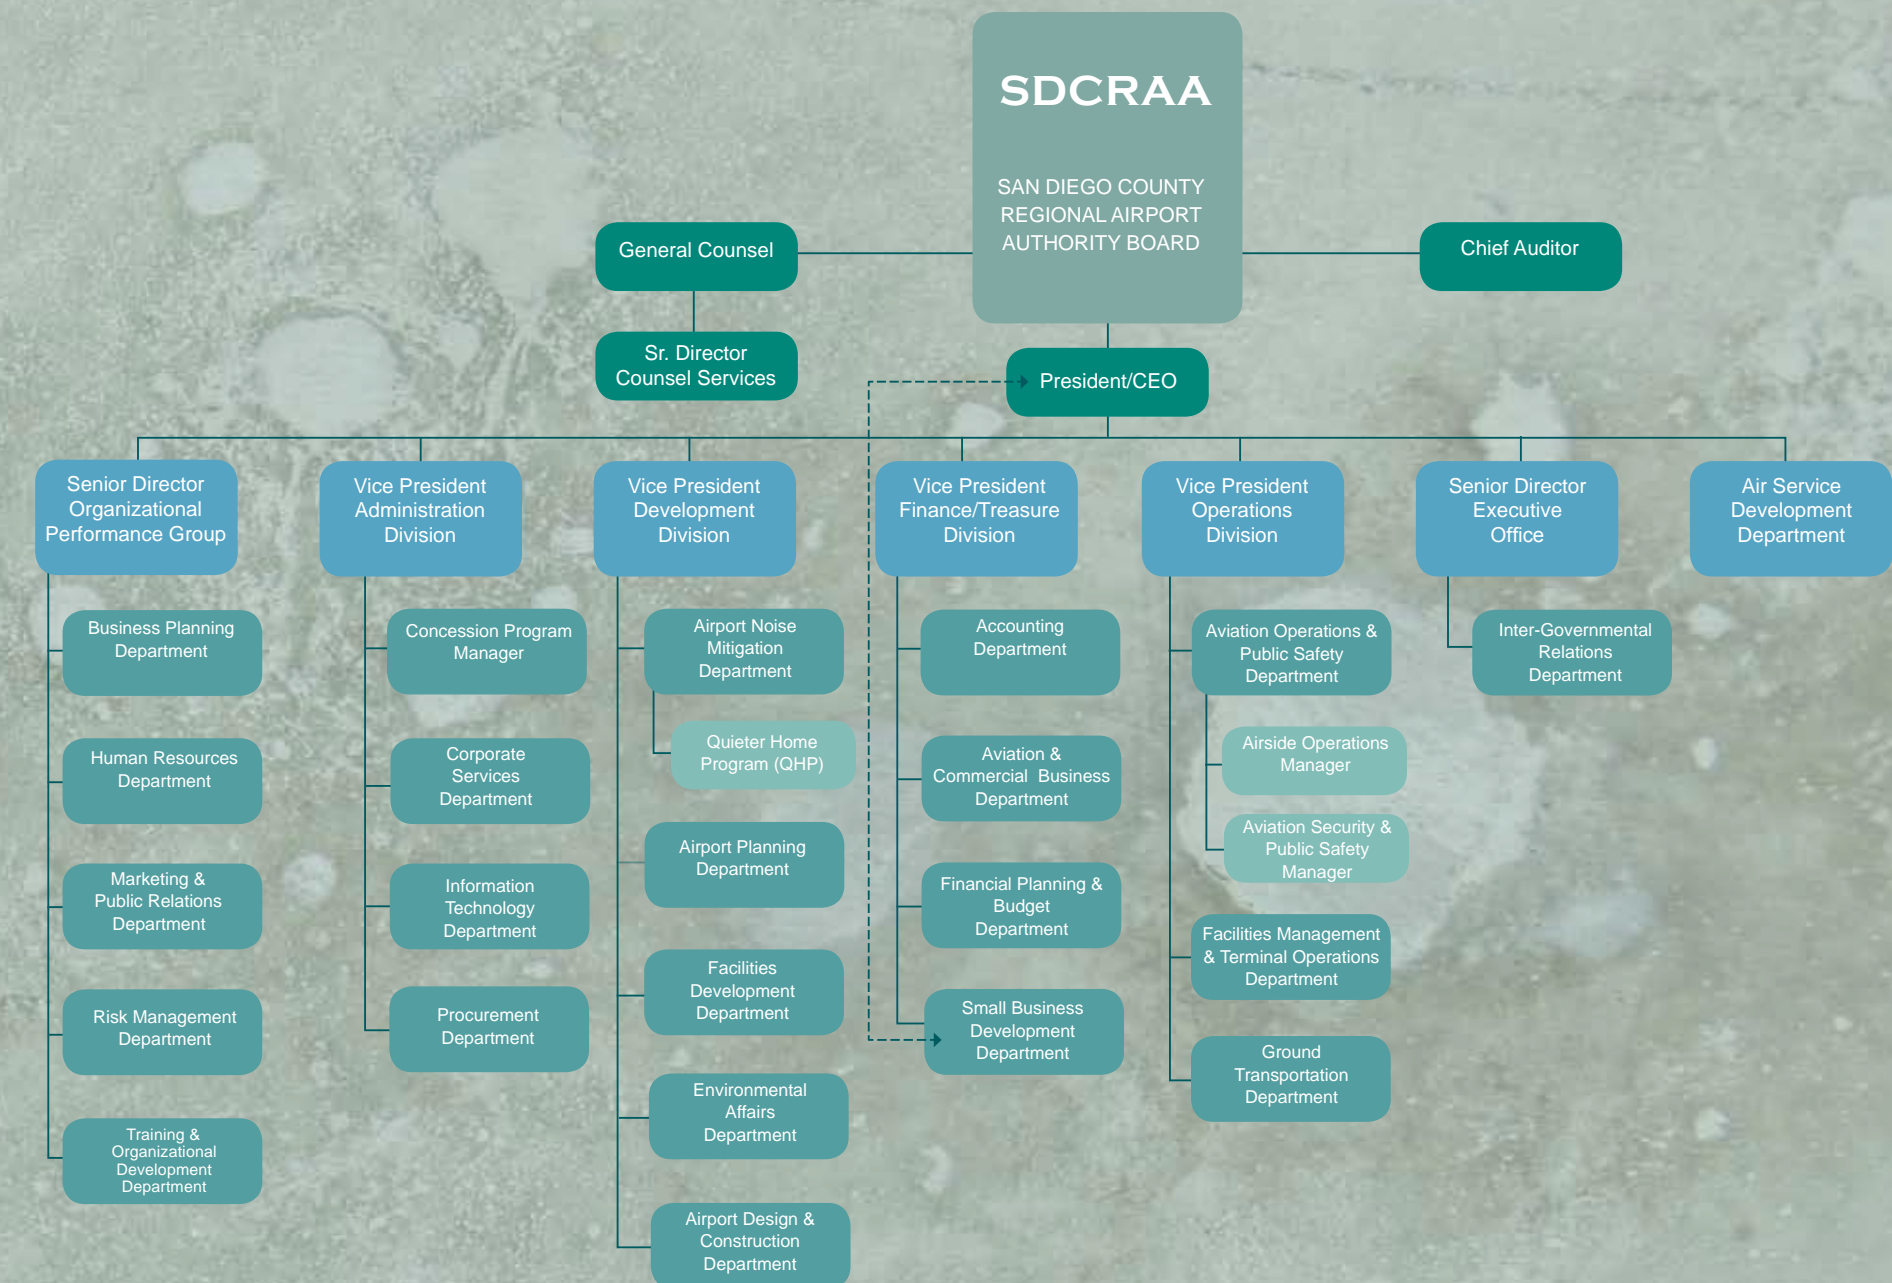 SDCRAA
SAN DIEGO COUNTY
REGIONAL AIRPORT
AUTHORITY BOARD
General Counsel
Chief Auditor
Sr. Director
Counsel Services
President/CEO
Senior Director
Organizational
Performance Group
Vice President
Administration
Division
Vice President
Development
Division
Vice President
Finance/Treasure
Division
Vice President
Operations
Division
Senior Director
Executive
Office
Air Service
Development
Department
Business Planning
Department
Human Resources
Department
Marketing &
Public Relations
Department
Risk Management
Department
Training &
Organizational
Development
Department
Concession Program
Manager
Corporate
Services
Department
Information
Technology
Department
Procurement
Department
Airport Noise
Mitigation
Department
Quieter Home
Program (QHP)
Airport Planning
Department
Facilities
Development
Department
Environmental
Affairs
Department
Airport Design &
Construction
Department
Accounting
Department
Aviation &
Commercial  Business
Department
Financial Planning &
Budget
Department
Small Business
Development
Department
Aviation Operations &
Public Safety
Department
Airside Operations
Manager
Aviation Security &
Public Safety
Manager
Facilities Management
& Terminal Operations
Department
Ground
Transportation
Department
Inter-Governmental
Relations
Department